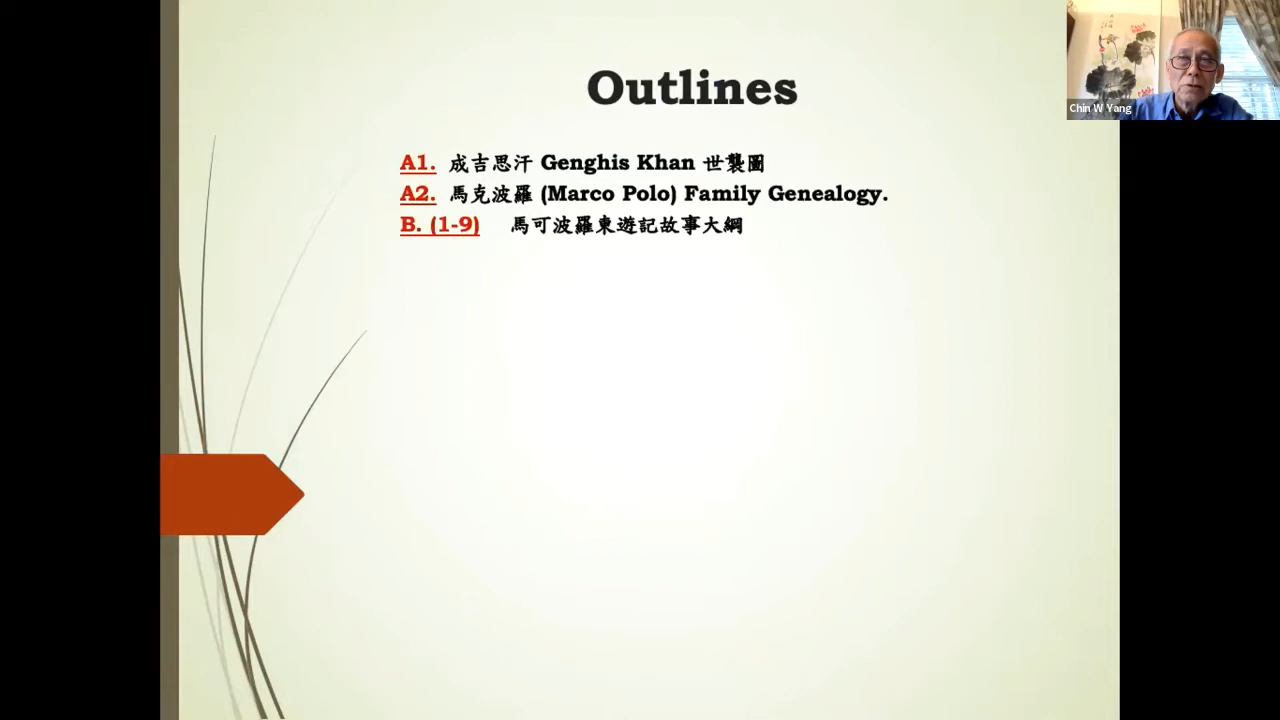 Outlines
A1. 成吉思汗 Genghis Khan 世襲圖
A2. 馬克波羅 (Marco Polo) Family Genealogy.
B. (1-9) 馬可波羅東遊記故事大綱
Chin W Yang